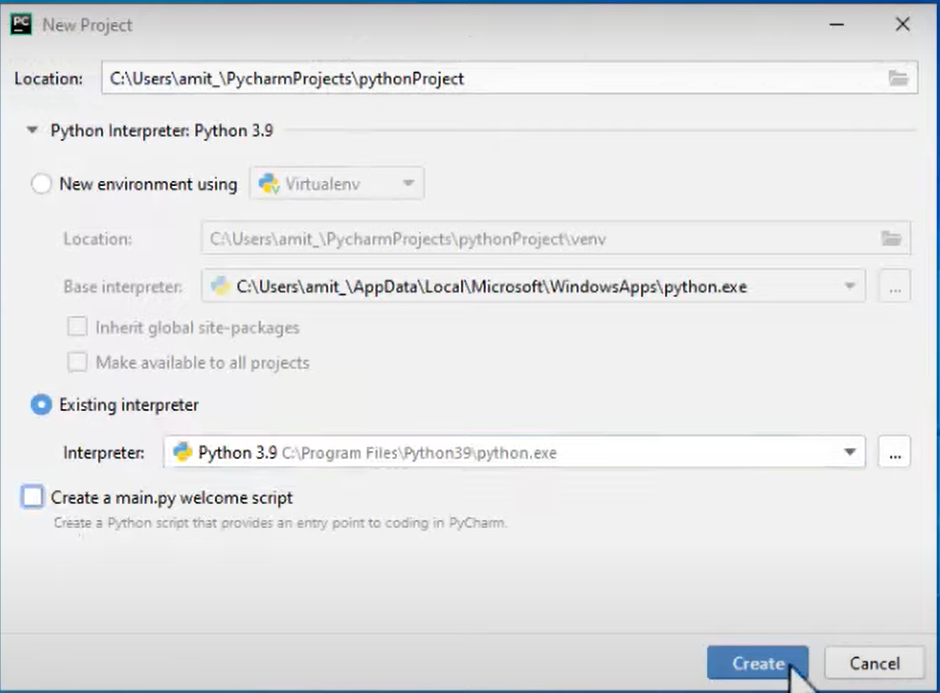 PC New Project
Location: C:\Users\amit_\PycharmProjects\pythonProject
Python Interpreter: Python 3.9
New environment using Virtualenv
Location: C:\Users\amit_\PycharmProjects\pythonProject\venv
Base interpreter: C:\Users\amit_\AppData\Local\Microsoft\WindowsApps\python.exe ...
Inherit global site-packages
Make available to all projects
Existing interpreter
Interpreter: Python 3.9 C:\Program Files\Python39\python.exe ...
Create a main.py welcome script
Create a Python script that provides an entry point to coding in PyCharm.
Create Cancel